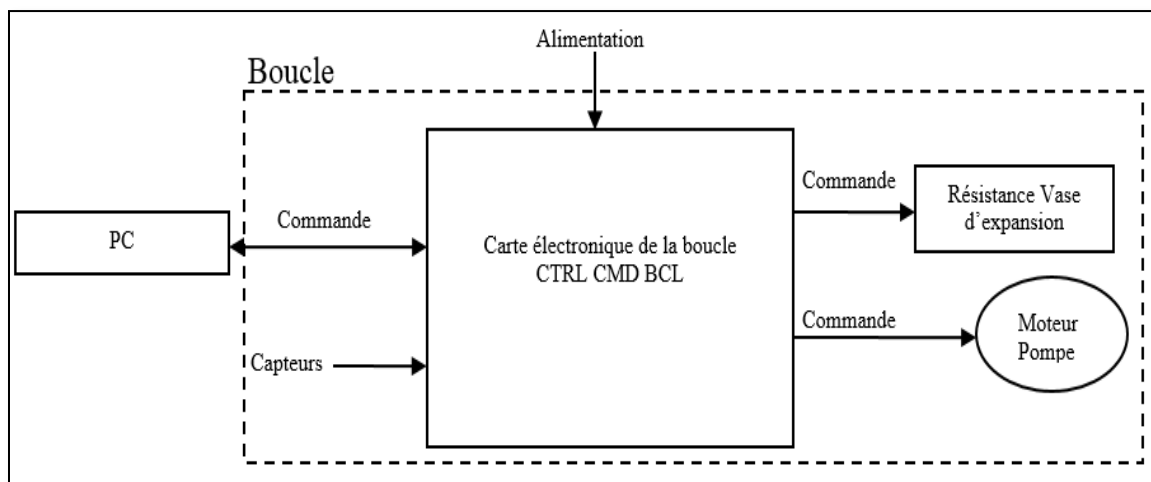 Alimentation
Boucle
PC
Commande
Capteurs
Carte électronique de la boucle
CTRL CMD BCL
Commande
Résistance Vase
d’expansion
Commande
Moteur
Pompe